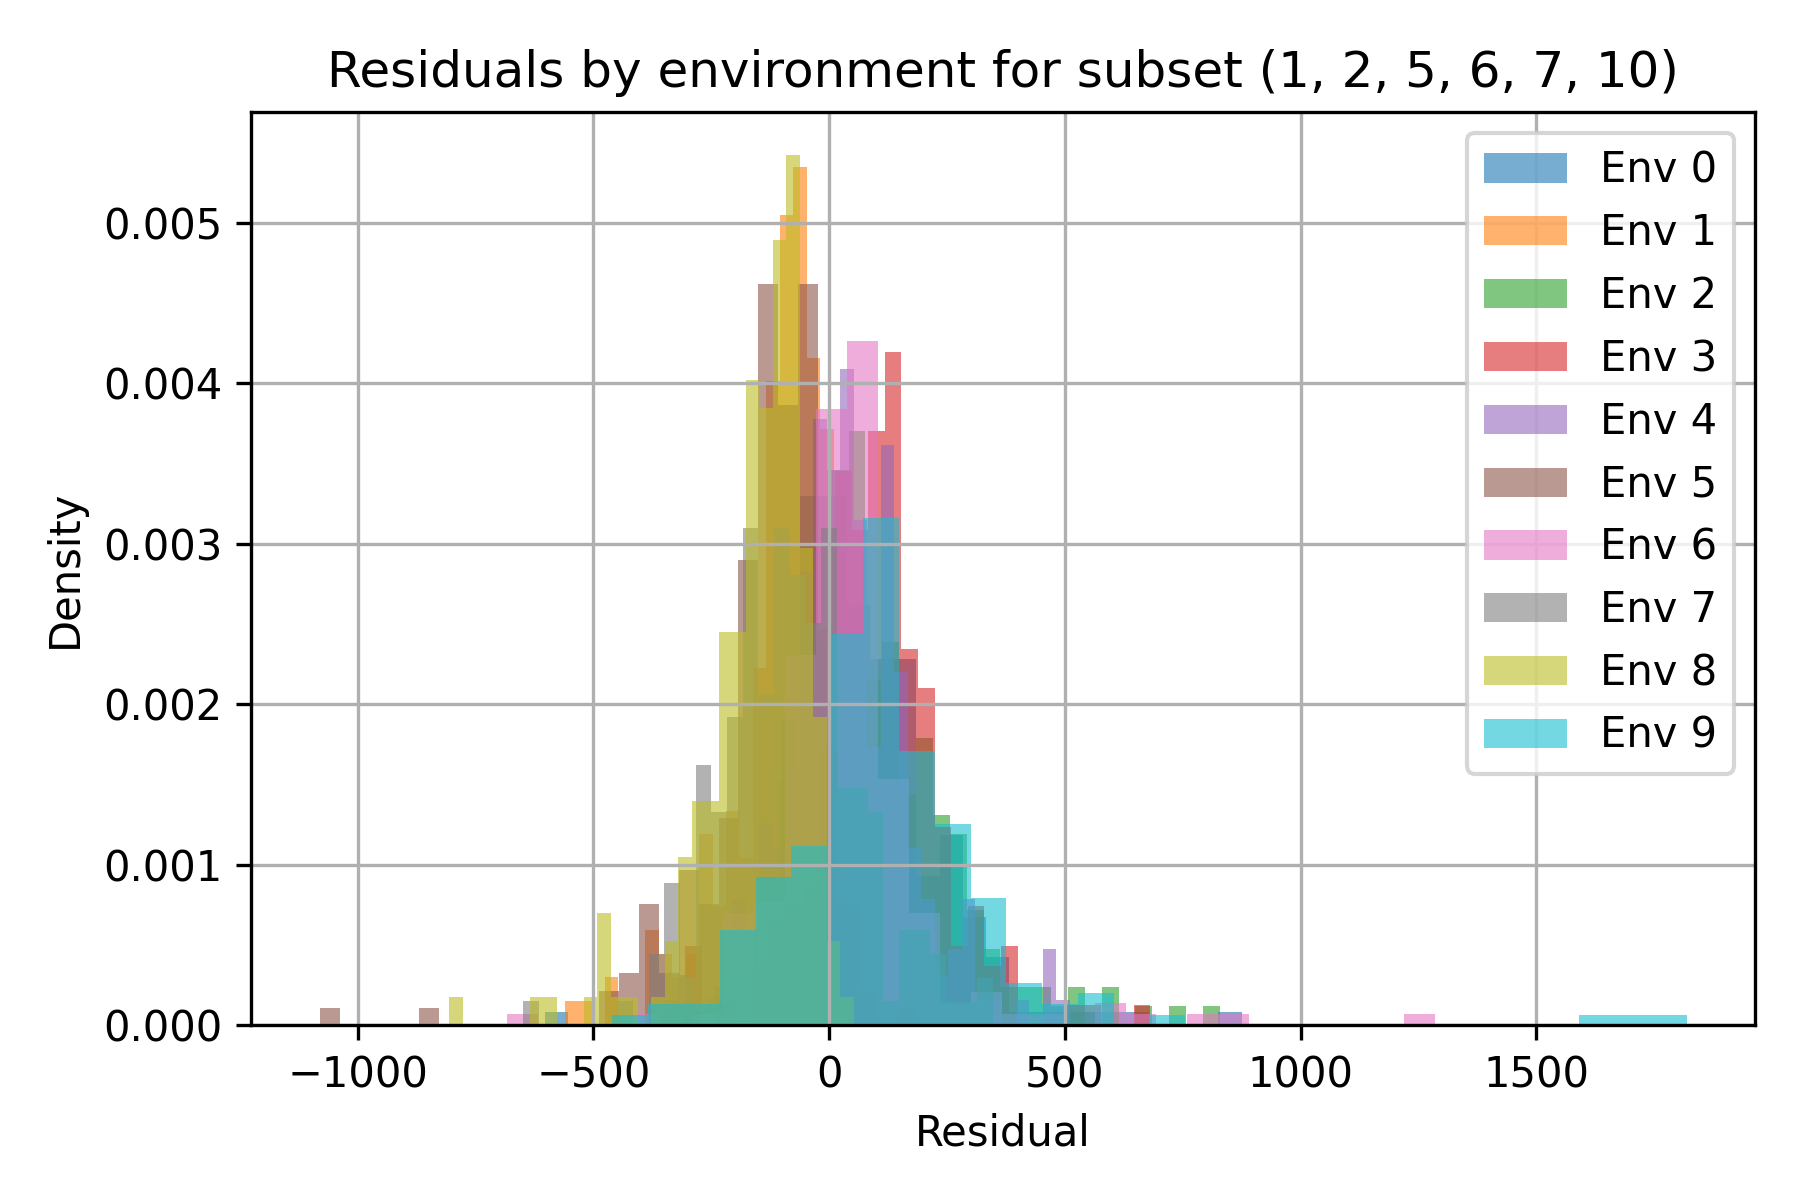 Residuals by environment for subset (1, 2, 5, 6, 7, 10)
Density
0.005
0.004
0.003
0.002
0.001
0.000
−1000
−500
0
500
1000
1500
Residual
Env 0
Env 1
Env 2
Env 3
Env 4
Env 5
Env 6
Env 7
Env 8
Env 9